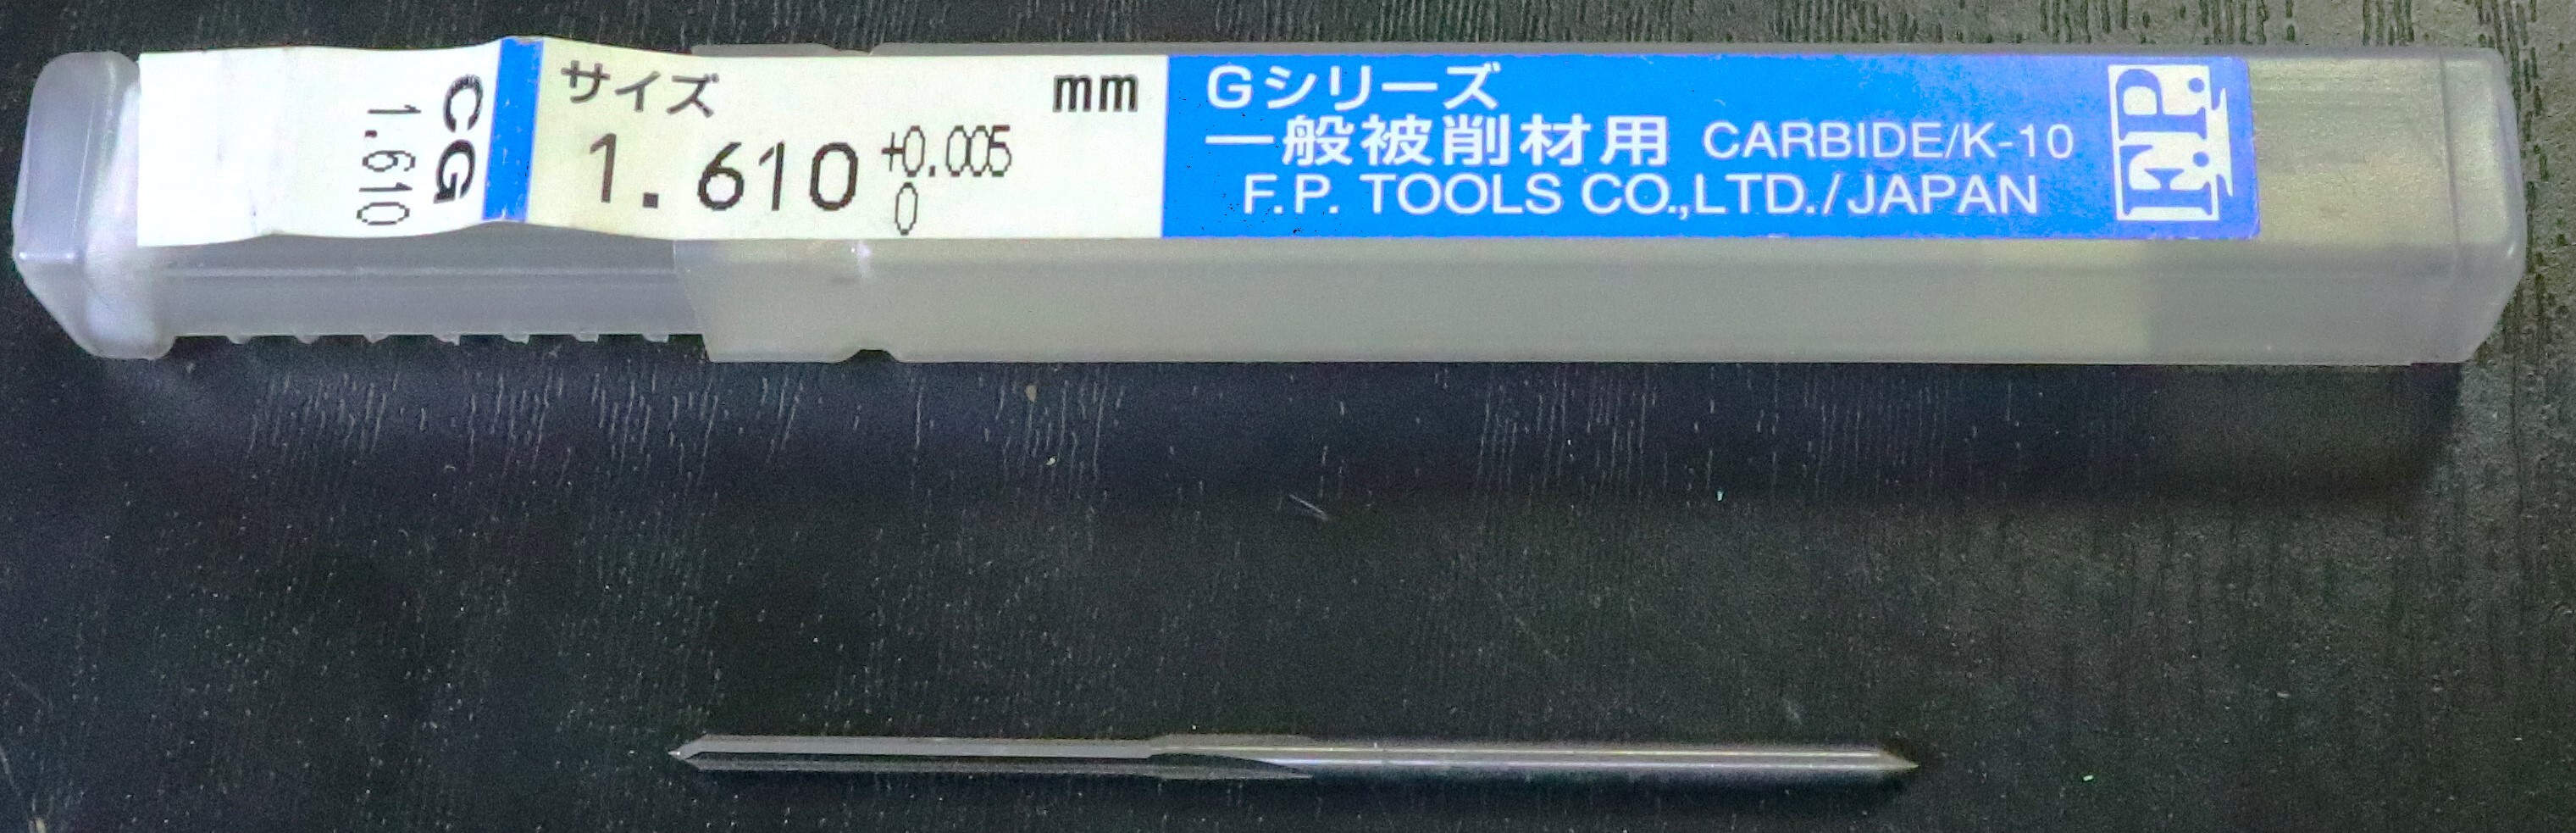 CG
1.610
サイズ
mm
1.610 +0.005
0
Gシリーズ
一般被削材用 CARBIDE/K-10
F.P. TOOLS CO.,LTD./JAPAN
F.P.